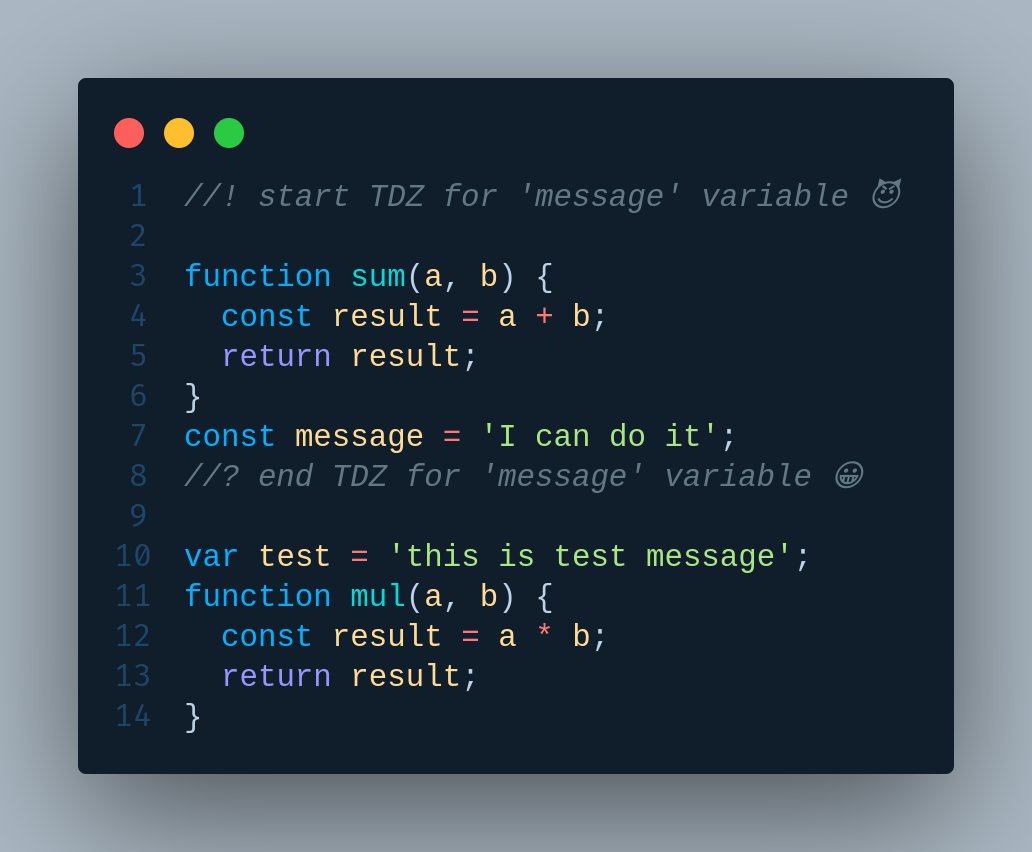 1 //! start TDZ for 'message' variable 😈
2
3 function sum(a, b) {
4   const result = a + b;
5   return result;
6 }
7 const message = 'I can do it';
8 //? end TDZ for 'message' variable 😀
9
10 var test = 'this is test message';
11 function mul(a, b) {
12   const result = a * b;
13   return result;
14 }